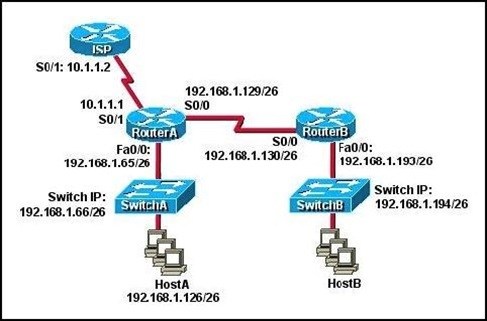 ISP
S0/1: 10.1.1.2
10.1.1.1
S0/1
192.168.1.129/26
S0/0
RouterA
RouterB
Fa0/0:
192.168.1.65/26
S0/0
192.168.1.130/26
Fa0/0:
192.168.1.193/26
Switch IP:
192.168.1.66/26
SwitchA
SwitchB
Switch IP:
192.168.1.194/26
HostA
192.168.1.126/26
HostB